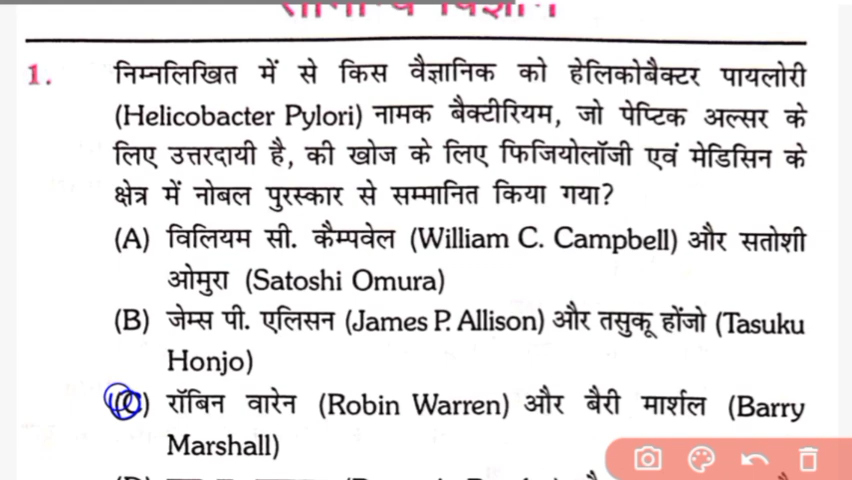 सामान्य विज्ञान
1. निम्नलिखित में से किस वैज्ञानिक को हेलिकोबैक्टर पायलोरी
(Helicobacter Pylori) नामक बैक्टीरियम, जो पेप्टिक अल्सर के
लिए उत्तरदायी है, की खोज के लिए फिजियोलॉजी एवं मेडिसिन के
क्षेत्र में नोबल पुरस्कार से सम्मानित किया गया?
(A) विलियम सी. कैम्पवेल (William C. Campbell) और सतोशी
ओमुरा (Satoshi Omura)
(B) जेम्स पी. एलिसन (James P. Allison) और तसुकू होंजो (Tasuku
Honjo)
(C) रॉबिन वारेन (Robin Warren) और बैरी मार्शल (Barry
Marshall)